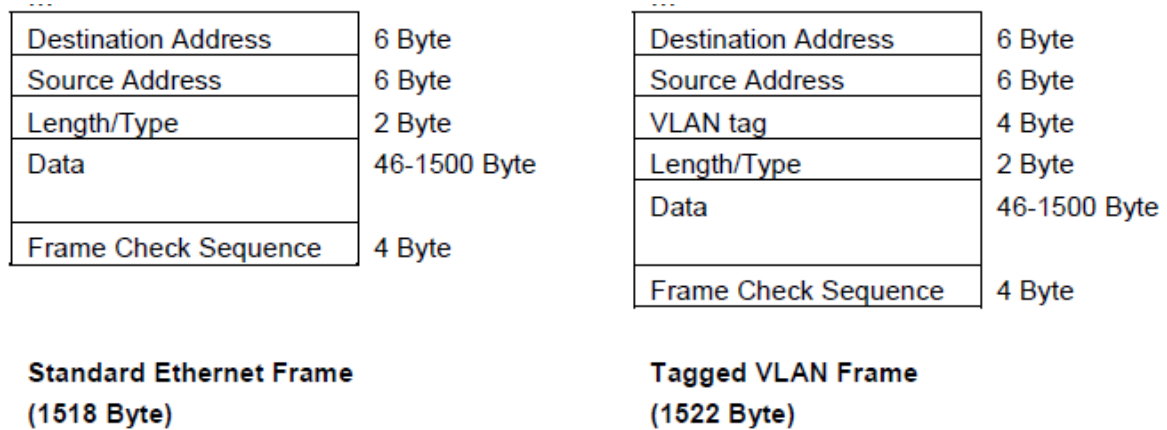 ...
Destination Address 6 Byte
Source Address 6 Byte
Length/Type 2 Byte
Data 46-1500 Byte
Frame Check Sequence 4 Byte
Standard Ethernet Frame
(1518 Byte)
...
Destination Address 6 Byte
Source Address 6 Byte
VLAN tag 4 Byte
Length/Type 2 Byte
Data 46-1500 Byte
Frame Check Sequence 4 Byte
Tagged VLAN Frame
(1522 Byte)